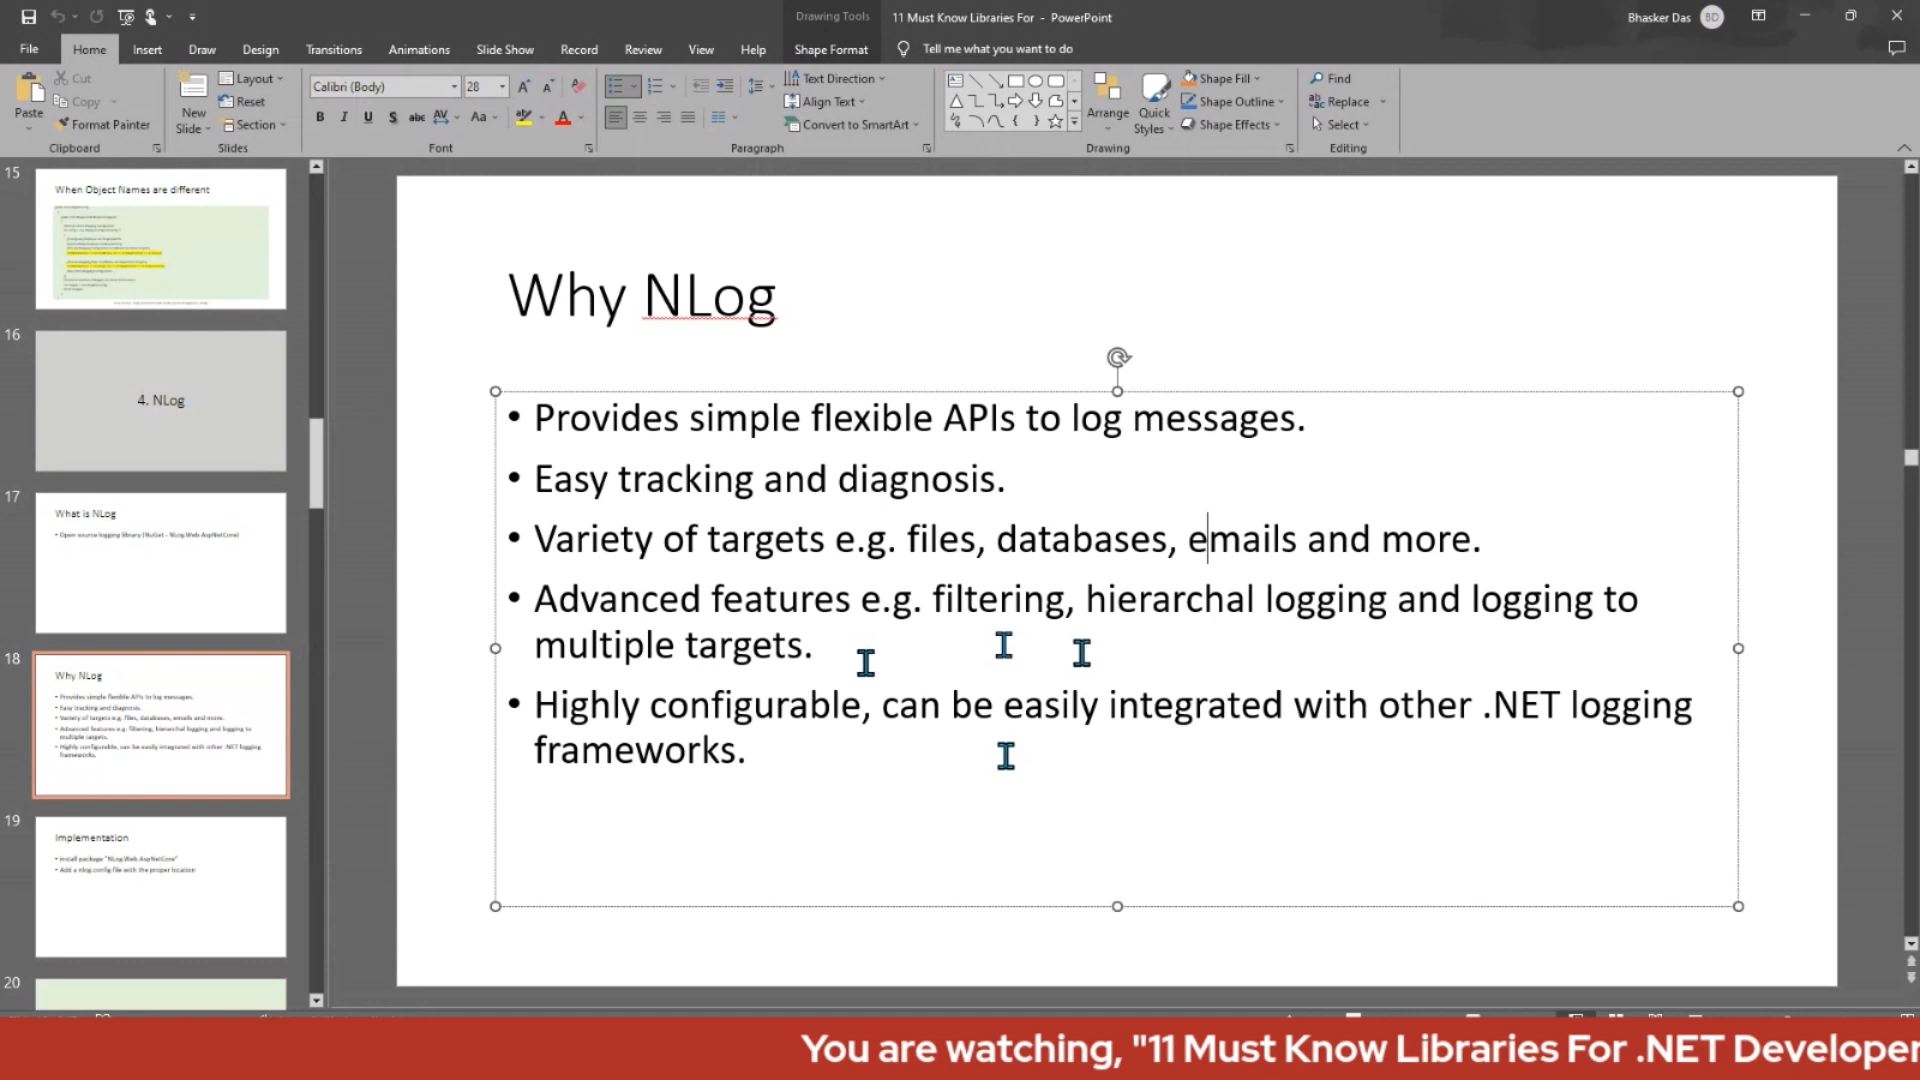 Drawing Tools
11 Must Know Libraries For - PowerPoint
Bhasker Das
BD
File
Home
Insert
Draw
Design
Transitions
Animations
Slide Show
Record
Review
View
Help
Shape Format
Tell me what you want to do
Paste
Cut
Copy
Format Painter
Clipboard
New
Slide
Layout
Reset
Section
Slides
Calibri (Body)
28
Font
Text Direction
Align Text
Convert to SmartArt
Paragraph
Arrange
Quick
Styles
Shape Fill
Shape Outline
Shape Effects
Drawing
Find
Replace
Select
Editing
15
When Object Names are different
16
4. NLog
17
What is NLog
• Open source logging library (NuGet - NLog.Web.AspNetCore)
18
Why NLog
• Provides simple flexible APIs to log messages.
• Easy tracking and diagnosis.
• Variety of targets e.g. files, databases, emails and more.
• Advanced features e.g. filtering, hierarchal logging and logging to
multiple targets.
• Highly configurable, can be easily integrated with other .NET logging
frameworks.
19
Implementation
• install package "NLog.Web.AspNetCore"
• Add a nlog.config file with the proper location
20
Why NLog
• Provides simple flexible APIs to log messages.
• Easy tracking and diagnosis.
• Variety of targets e.g. files, databases, emails and more.
• Advanced features e.g. filtering, hierarchal logging and logging to
multiple targets.
• Highly configurable, can be easily integrated with other .NET logging
frameworks.
You are watching, "11 Must Know Libraries For .NET Developer